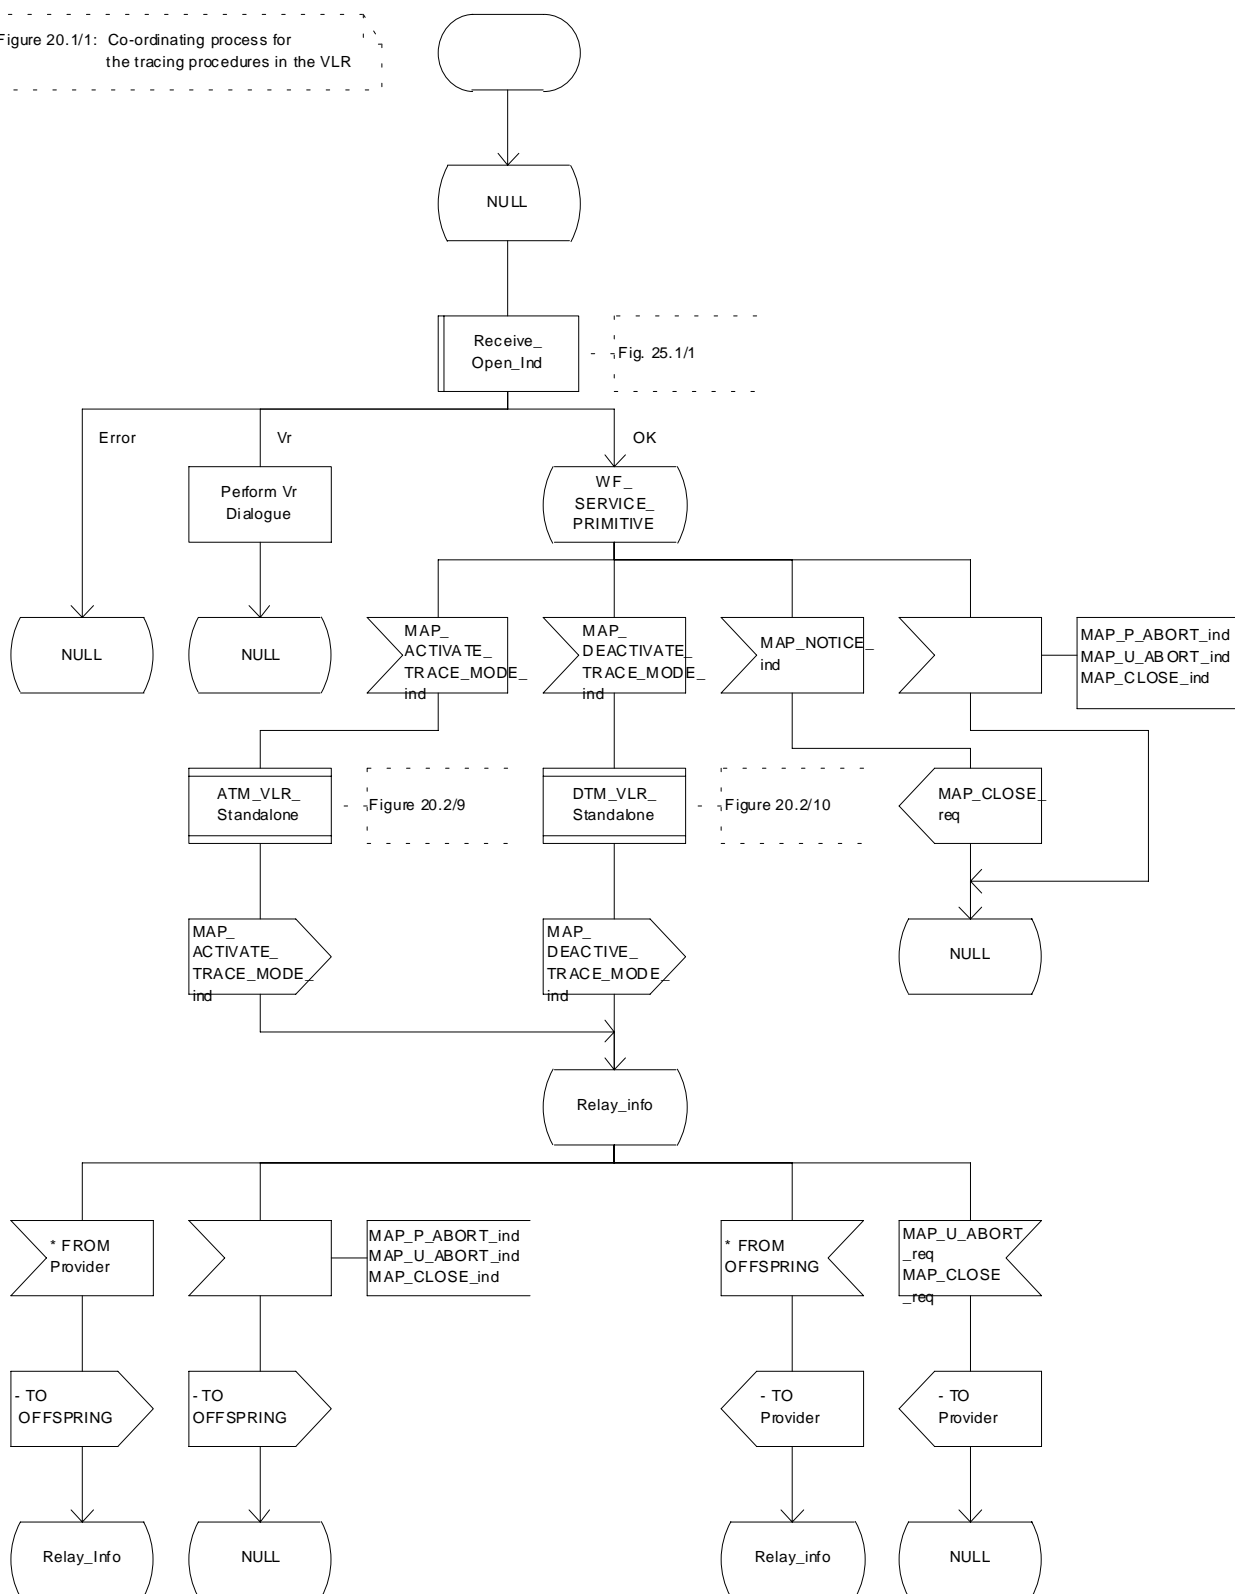 Figure 20.1/1: Co-ordinating process for
the tracing procedures in the VLR
NULL
Receive_
Open_Ind
Fig. 25.1/1
Error
Vr
OK
Perform Vr
Dialogue
WF_
SERVICE_
PRIMITIVE
NULL
NULL
MAP_
ACTIVATE_
TRACE_MODE_
ind
MAP_
DEACTIVATE_
TRACE_MODE_
ind
MAP_NOTICE_
ind
MAP_P_ABORT_ind
MAP_U_ABORT_ind
MAP_CLOSE_ind
ATM_VLR_
Standalone
Figure 20.2/9
DTM_VLR_
Standalone
Figure 20.2/10
MAP_CLOSE_
req
MAP_
ACTIVATE_
TRACE_MODE_
ind
MAP_
DEACTIVE_
TRACE_MODE_
ind
NULL
Relay_info
* FROM
Provider
MAP_P_ABORT_ind
MAP_U_ABORT_ind
MAP_CLOSE_ind
* FROM
OFFSPRING
MAP_U_ABORT
_req
MAP_CLOSE
_req
- TO
OFFSPRING
- TO
OFFSPRING
- TO
Provider
- TO
Provider
Relay_Info
NULL
Relay_info
NULL